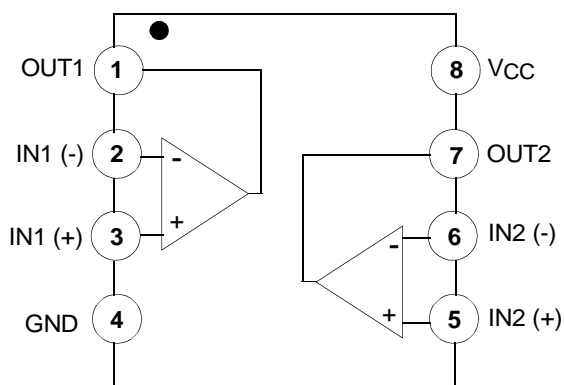 OUT1 1
IN1 (-) 2 -
IN1 (+) 3 +
GND 4
8 VCC
7 OUT2
- 6 IN2 (-)
+ 5 IN2 (+)